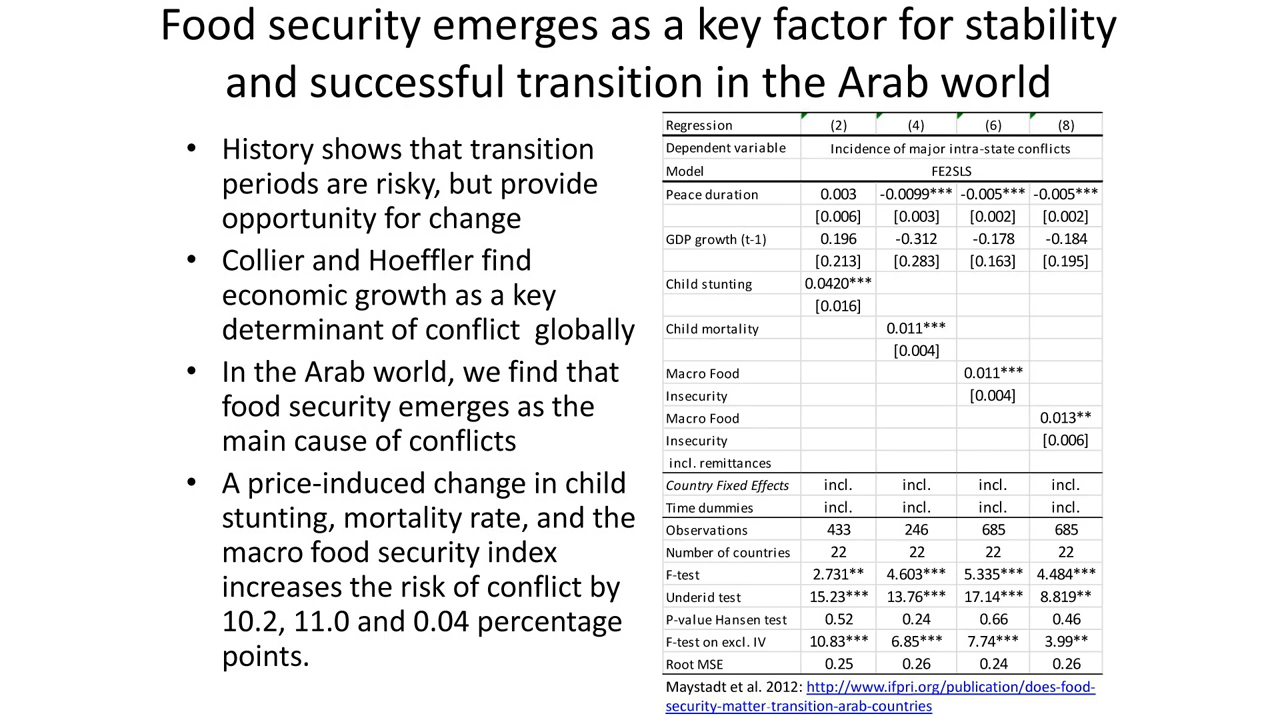 Food security emerges as a key factor for stability
and successful transition in the Arab world
• History shows that transition
periods are risky, but provide
opportunity for change
• Collier and Hoeffler find
economic growth as a key
determinant of conflict globally
• In the Arab world, we find that
food security emerges as the
main cause of conflicts
• A price-induced change in child
stunting, mortality rate, and the
macro food security index
increases the risk of conflict by
10.2, 11.0 and 0.04 percentage
points.
Regression (2) (4) (6) (8)
Dependent variable Incidence of major intra-state conflicts
Model FE2SLS
Peace duration 0.003 -0.0099*** -0.005*** -0.005***
[0.006] [0.003] [0.002] [0.002]
GDP growth (t-1) 0.196 -0.312 -0.178 -0.184
[0.213] [0.283] [0.163] [0.195]
Child stunting 0.0420***
[0.016]
Child mortality 0.011***
[0.004]
Macro Food 0.011***
Insecurity [0.004]
Macro Food 0.013**
Insecurity [0.006]
incl. remittances
Country Fixed Effects incl. incl. incl. incl.
Time dummies incl. incl. incl. incl.
Observations 433 246 685 685
Number of countries 22 22 22 22
F-test 2.731** 4.603*** 5.335*** 4.484***
Underid test 15.23*** 13.76*** 17.14*** 8.819**
P-value Hansen test 0.52 0.24 0.66 0.46
F-test on excl. IV 10.83*** 6.85*** 7.74*** 3.99**
Root MSE 0.25 0.26 0.24 0.26
Maystadt et al. 2012: http://www.ifpri.org/publication/does-food-
security-matter-transition-arab-countries